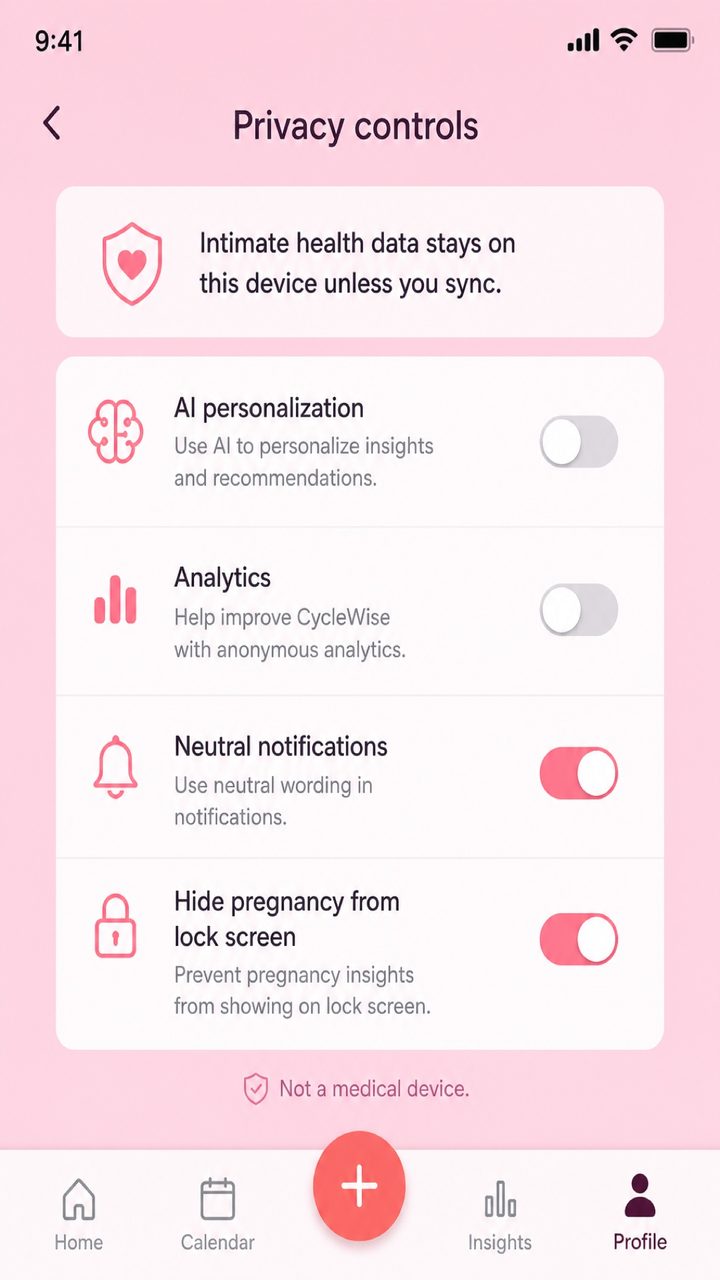 9:41
Privacy controls
Intimate health data stays on
this device unless you sync.
AI personalization
Use AI to personalize insights
and recommendations.
Analytics
Help improve CycleWise
with anonymous analytics.
Neutral notifications
Use neutral wording in
notifications.
Hide pregnancy from
lock screen
Prevent pregnancy insights
from showing on lock screen.
Not a medical device.
Home
Calendar
Insights
Profile